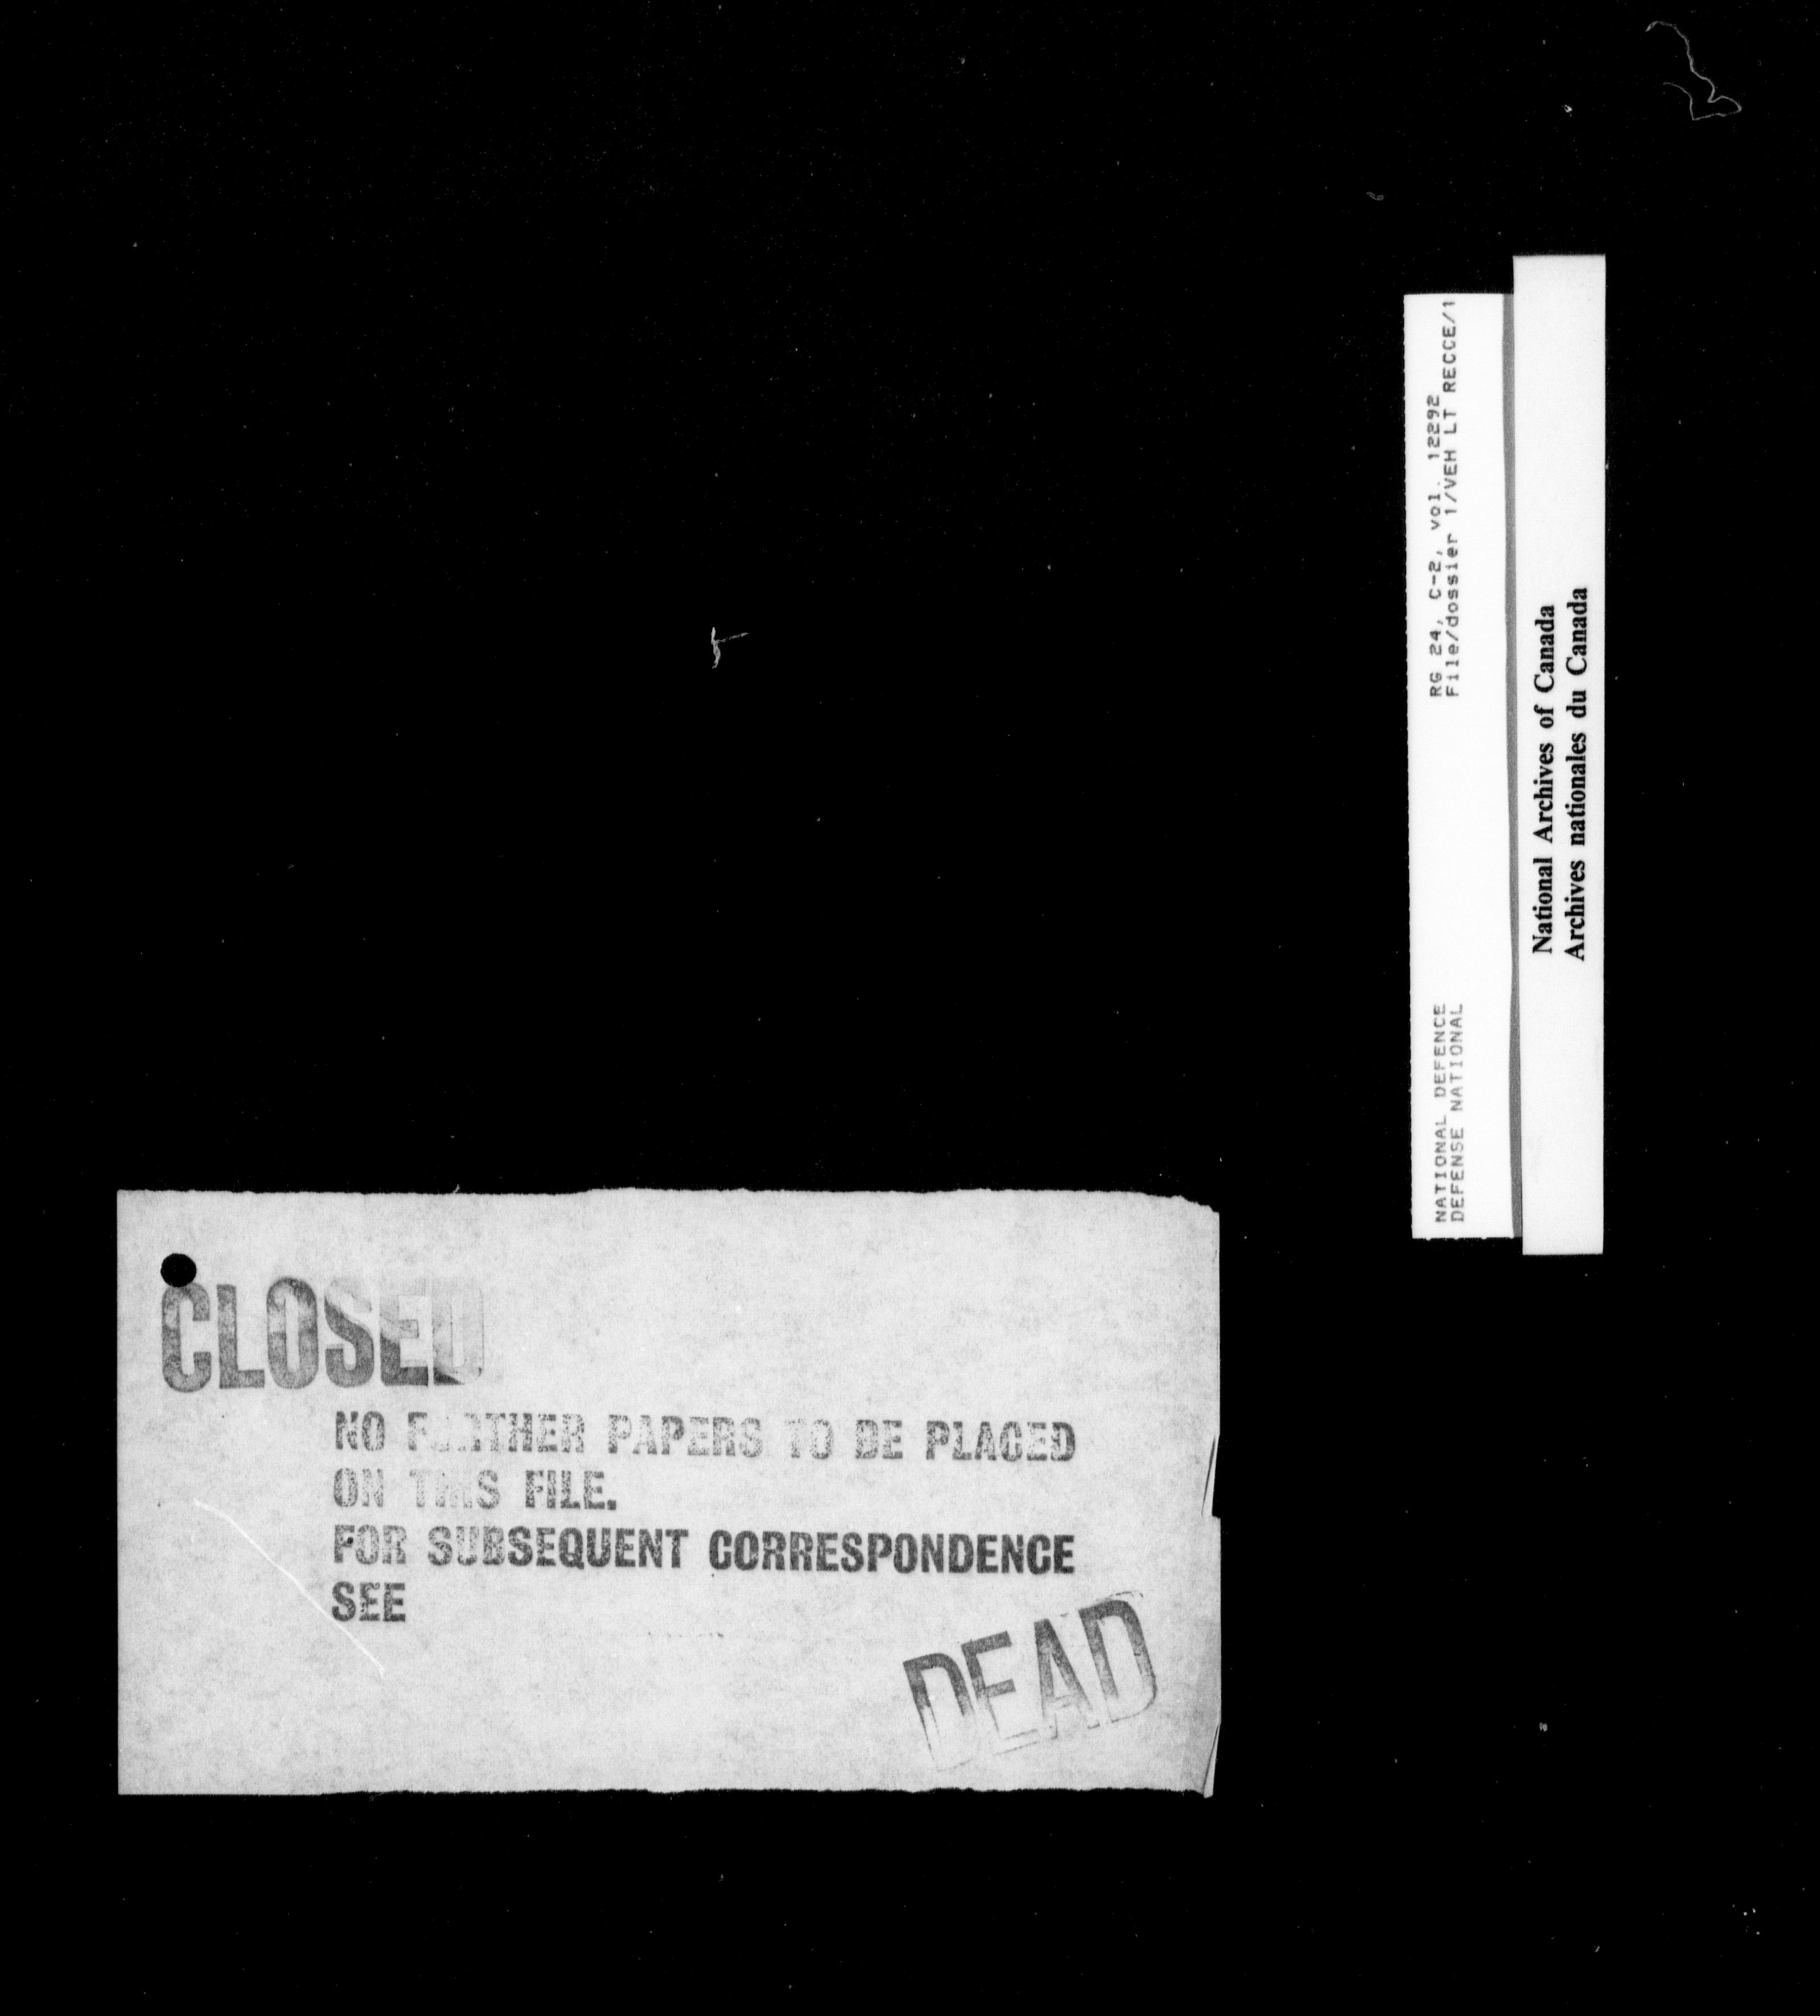 NATIONAL DEFENCE
DEFENSE NATIONAL
RG 24, C-2, vol. 12292
File/dossier 1/VEH LT RECCE/1
National Archives of Canada
Archives nationales du Canada
CLOSED
NO FURTHER PAPERS TO BE PLACED
ON THIS FILE.
FOR SUBSEQUENT CORRESPONDENCE
SEE
DEAD